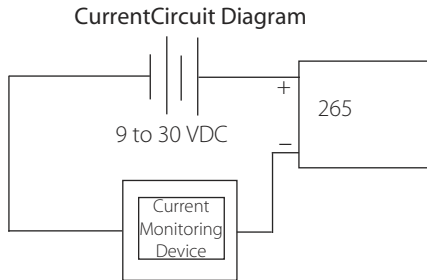 CurrentCircuit Diagram
+
265
9 to 30 VDC
–
Current
Monitoring
Device